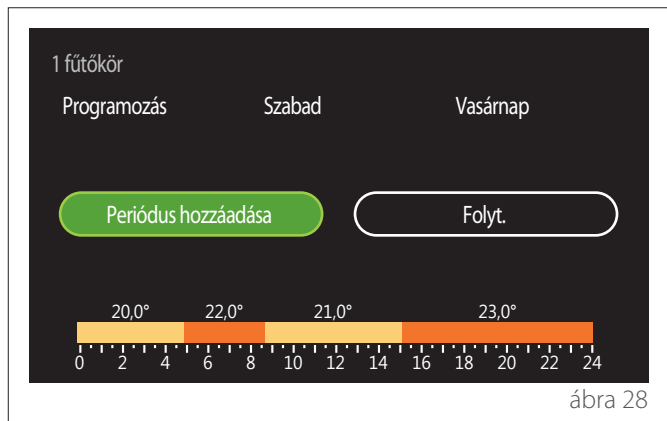 1 fűtőkör
Programozás Szabad Vasárnap
Periódus hozzáadása Folyt.
20,0° 22,0° 21,0° 23,0°
0 2 4 6 8 10 12 14 16 18 20 22 24
ábra 28